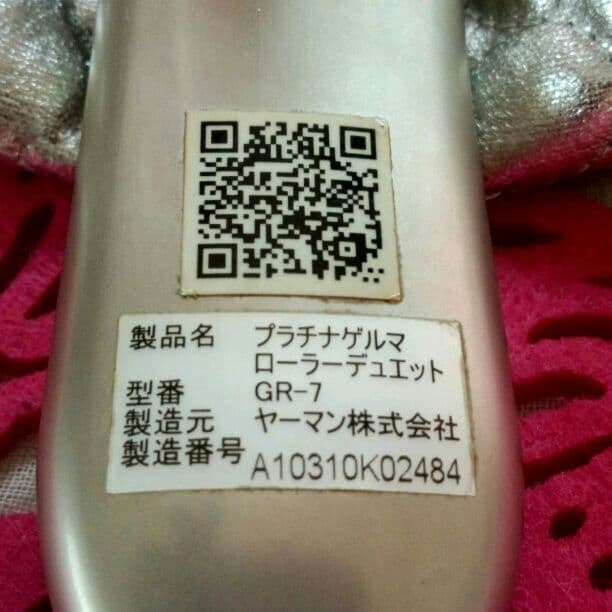 製品名 プラチナゲルマ
ローラーデュエット
型番 GR-7
製造元 ヤーマン株式会社
製造番号 A10310K02484